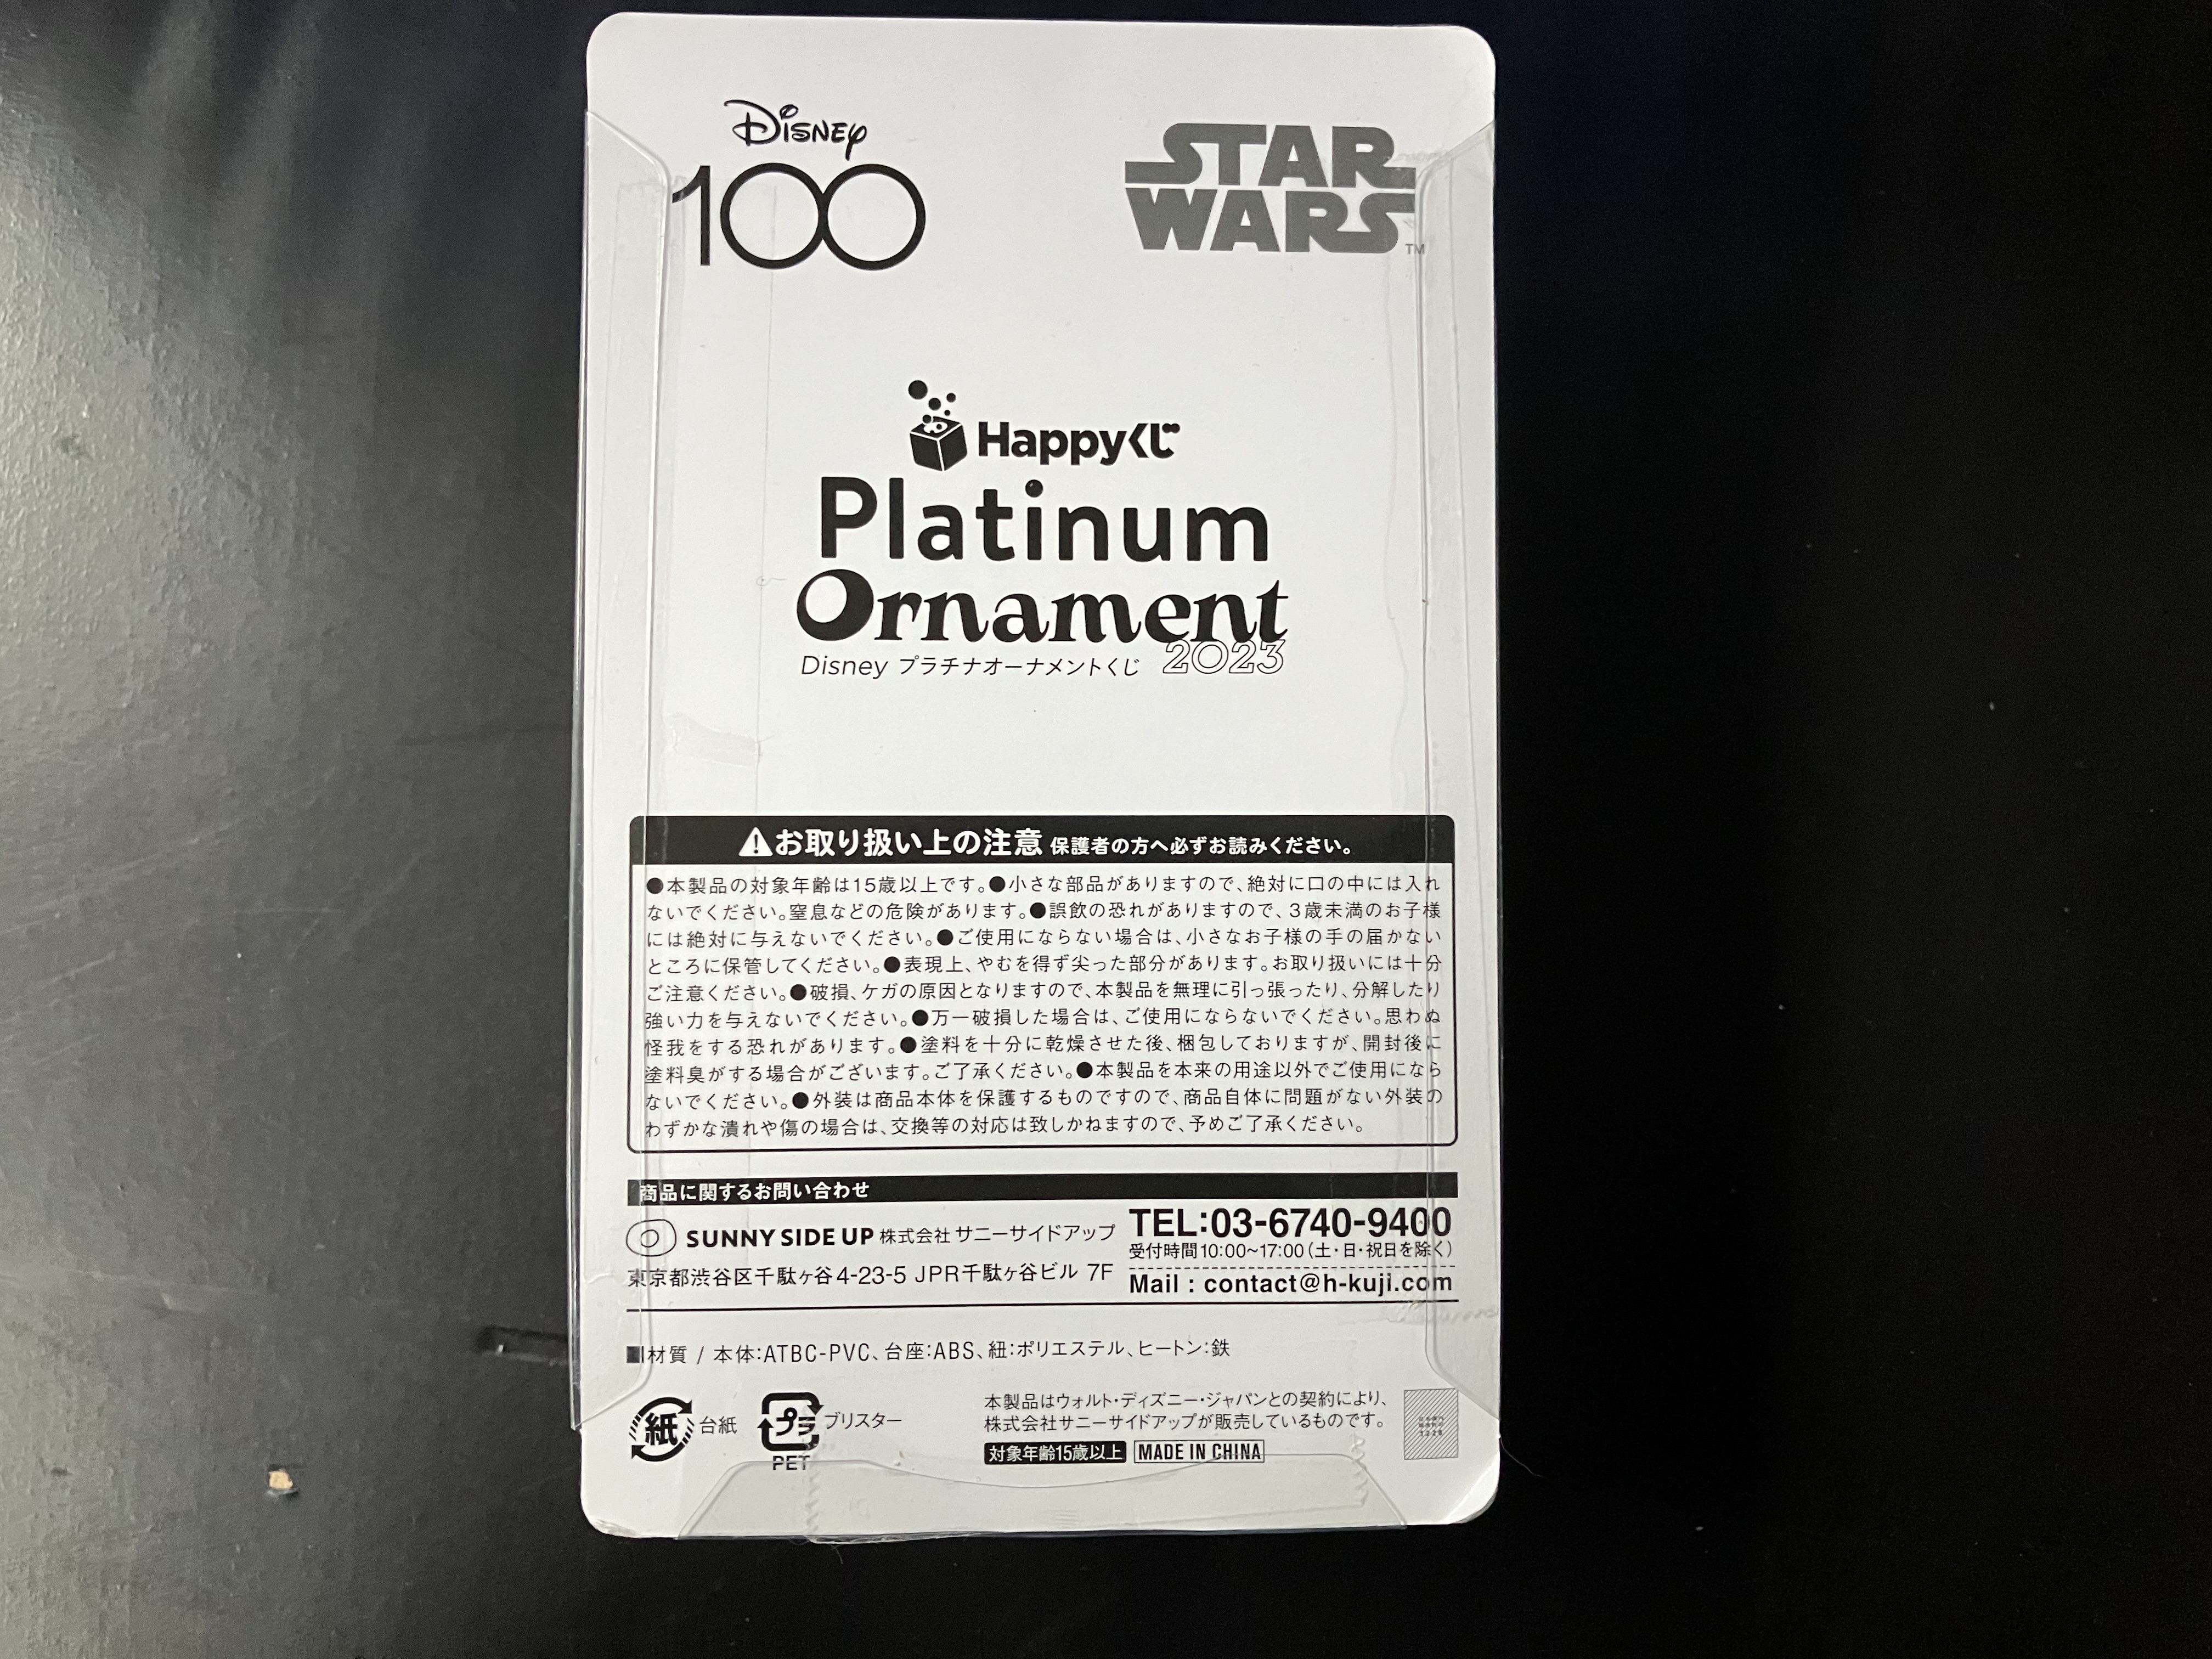 Disney
100
STAR
WARS
TM
Happyくじ
Platinum
Ornament
2023
Disney プラチナオーナメントくじ
お取り扱い上の注意 保護者の方へ必ずお読みください。
●本製品の対象年齢は15歳以上です。●小さな部品がありますので、絶対に口の中には入れ
ないでください。窒息などの危険があります。●誤飲の恐れがありますので、3歳未満のお子様
には絶対に与えないでください。●ご使用にならない場合は、小さなお子様の手の届かない
ところに保管してください。●表現上、やむを得ず尖った部分があります。お取り扱いには十分
ご注意ください。●破損、ケガの原因となりますので、本製品を無理に引っ張ったり、分解したり
強い力を与えないでください。●万一破損した場合は、ご使用にならないでください。思わぬ
怪我をする恐れがあります。●塗料を十分に乾燥させた後、梱包しておりますが、開封後に
塗料臭がする場合がございます。ご了承ください。●本製品を本来の用途以外でご使用になら
ないでください。●外装は商品本体を保護するものですので、商品自体に問題がない外装の
わずかな潰れや傷の場合は、交換等の対応は致しかねますので、予めご了承ください。
商品に関するお問い合わせ
SUNNY SIDE UP 株式会社 サニーサイドアップ
東京都渋谷区千駄ヶ谷4-23-5 JPR千駄ヶ谷ビル 7F
TEL:03-6740-9400
受付時間10:00~17:00(土・日・祝日を除く)
Mail : contact@h-kuji.com
■材質 / 本体:ATBC-PVC、台座:ABS、紐:ポリエステル、ヒートン:鉄
紙 台紙
プラ ブリスター
PET
本製品はウォルト・ディズニー・ジャパンとの契約により、
株式会社サニーサイドアップが販売しているものです。
対象年齢15歳以上 MADE IN CHINA